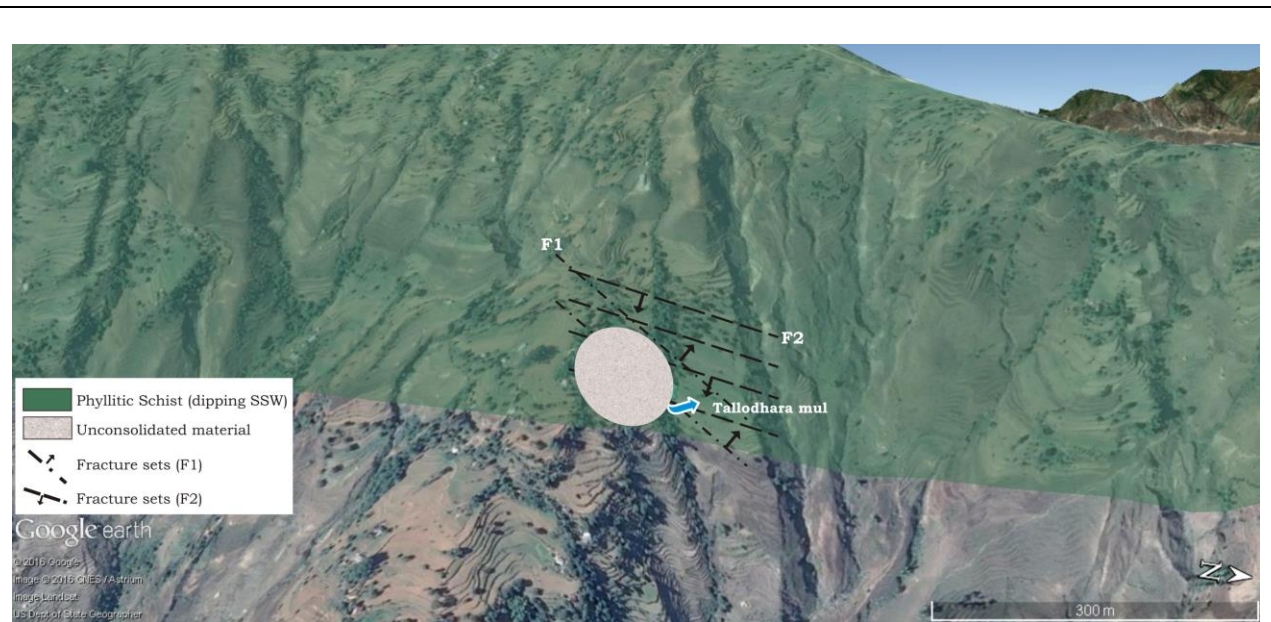 F1
F2
Tallodhara mul
Phyllitic Schist (dipping SSW)
Unconsolidated material
Fracture sets (F1)
Fracture sets (F2)
Google earth
© 2016 Google
Image © 2016 CNES / Astrium
Image Landsat
US Dept of State Geographer
N
300 m